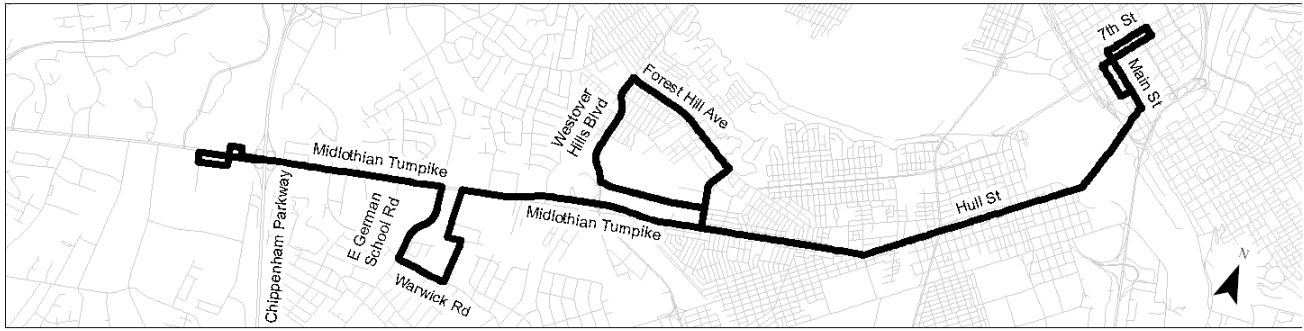 7th St
Main St
Forest Hill Ave
Westover
Hills Blvd
Midlothian Turnpike
Chippenham Parkway
E German
School Rd
Warwick Rd
Midlothian Turnpike
Hull St
N